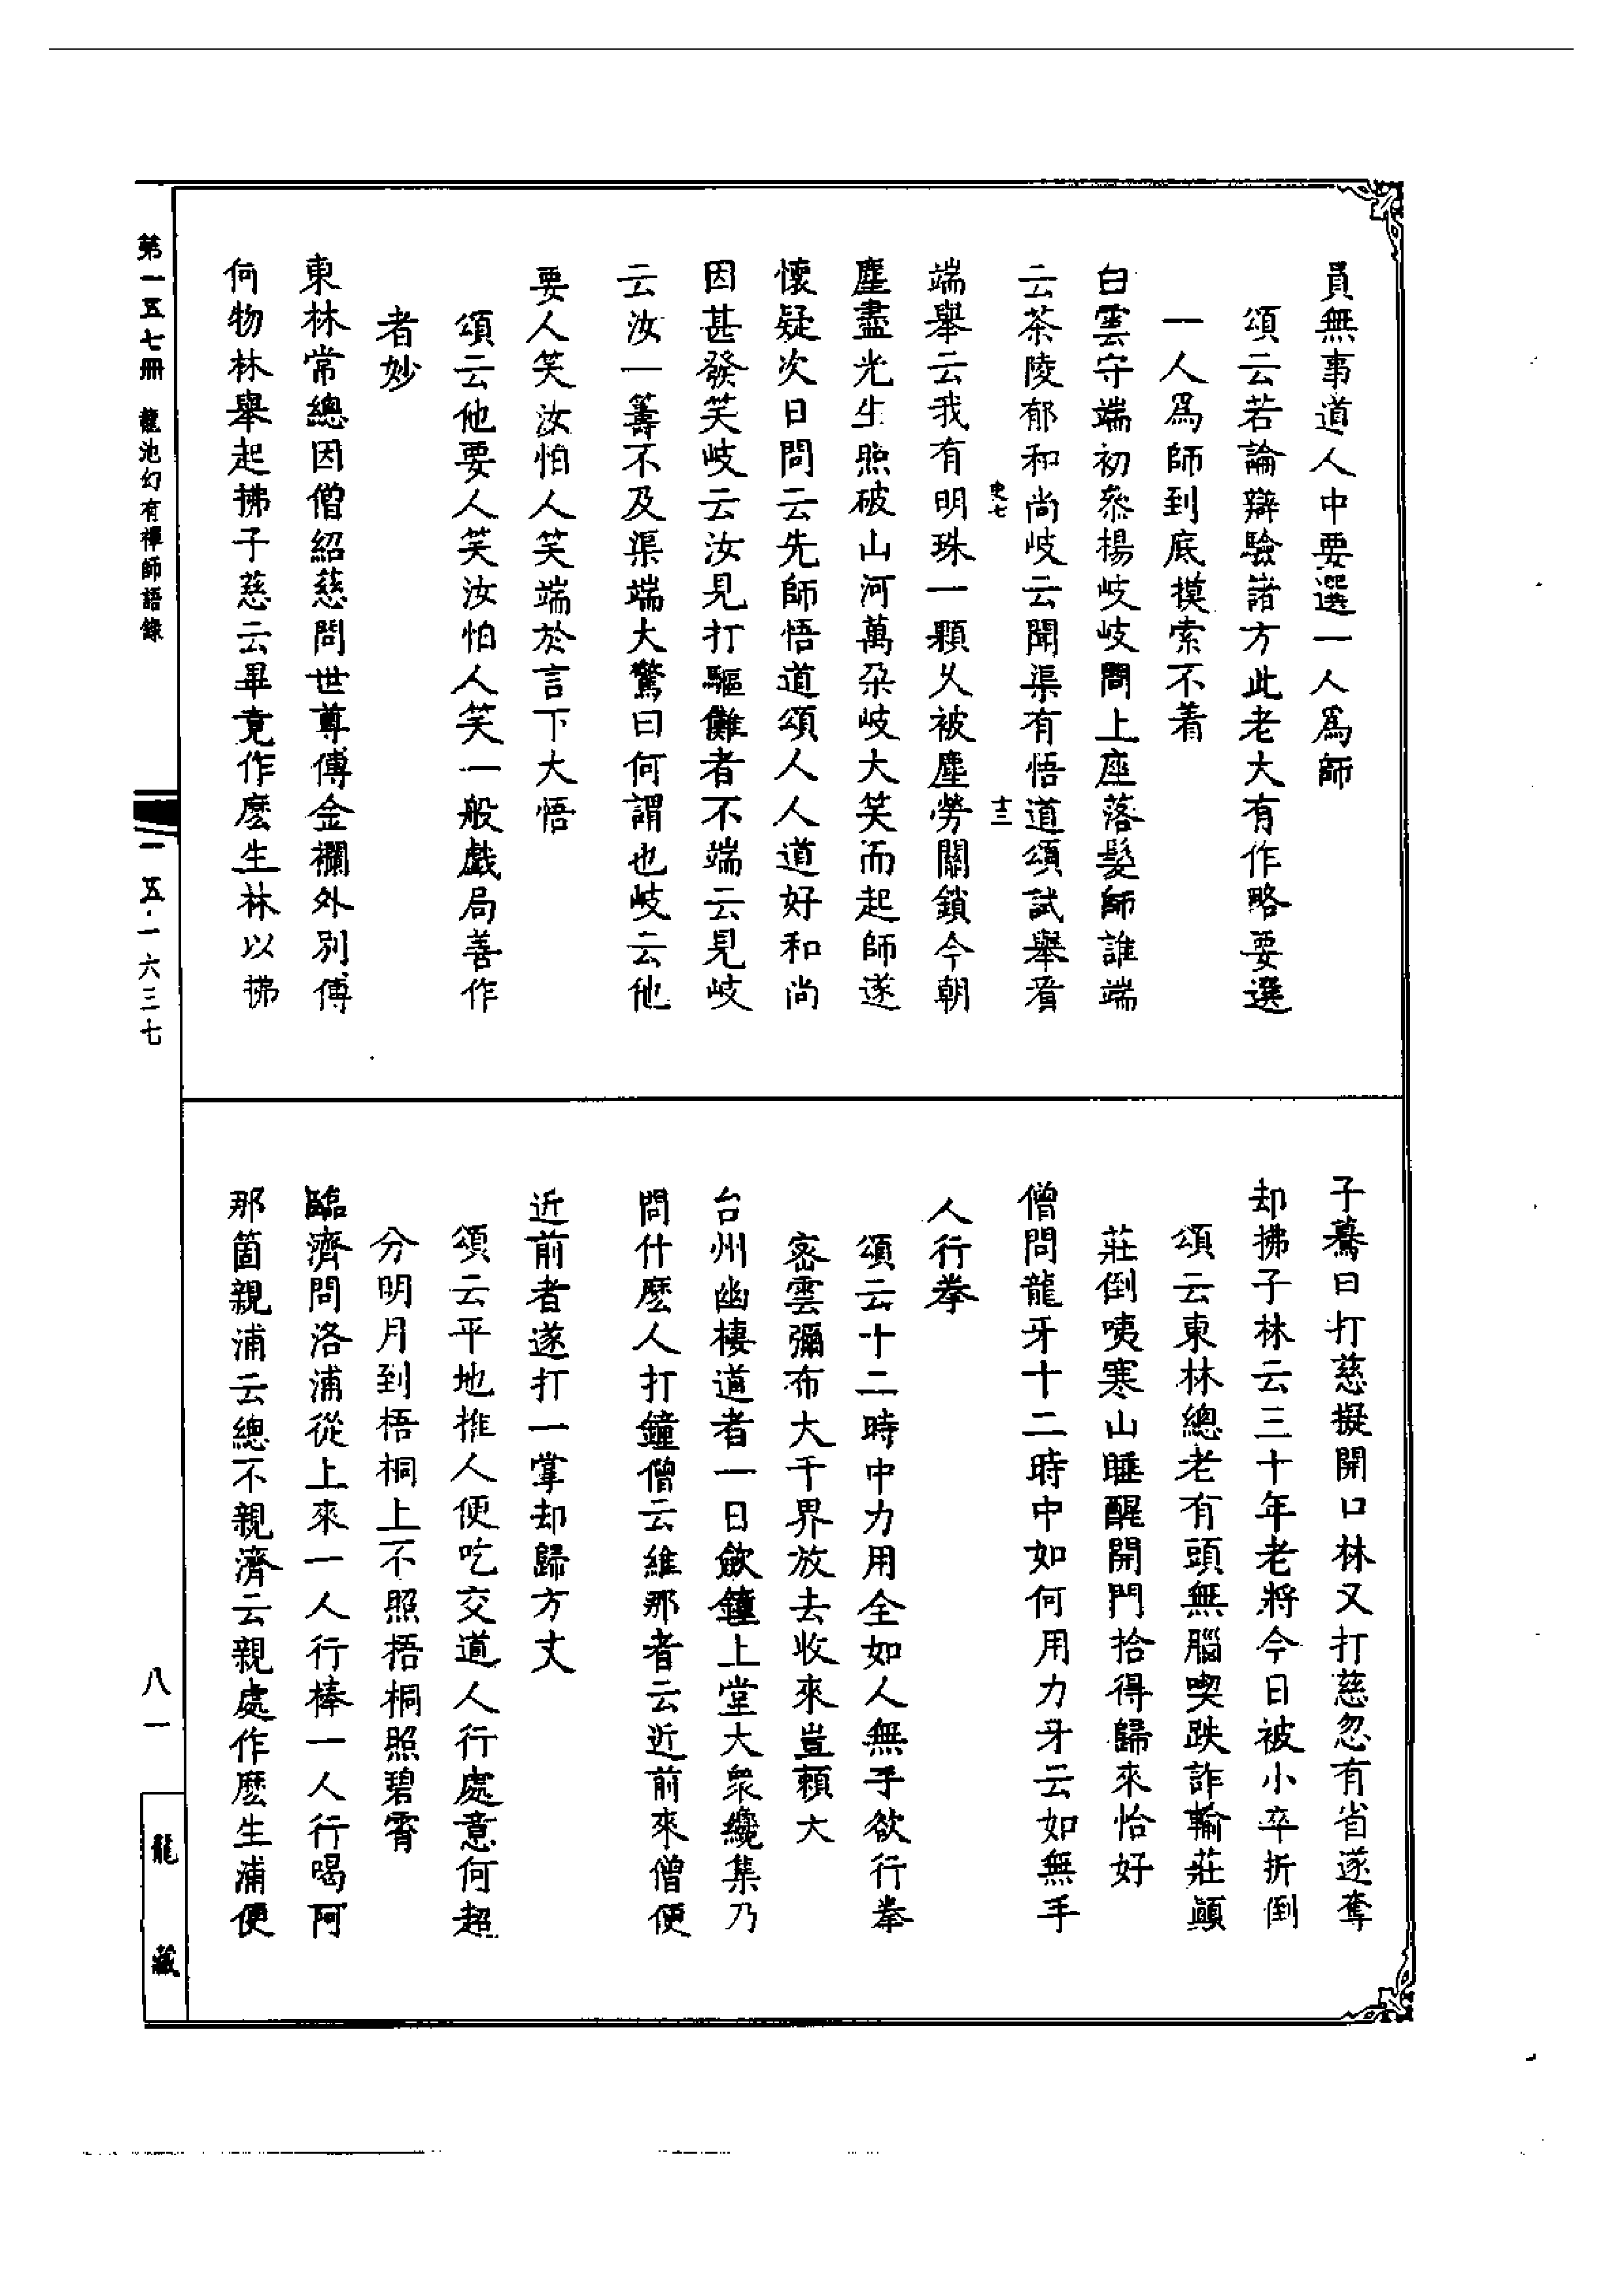 員無事道人中要選一人爲師
頌云若論辯驗諸方此老大有作略要選
一人爲師到底摸索不着
白雲守端初叅楊岐岐問上座落髮師誰端
云茶陵郁和尚岐云聞渠有悟道頌試舉看
史七
十三
端舉云我有明珠一顆久被塵勞關鎖今朝
塵盡光生照破山河萬朶岐大笑而起師遂
懷疑次日問云先師悟道頌人人道好和尚
因甚發笑岐云汝見打驅儺者不端云見岐
云汝一籌不及渠端大驚曰何謂也岐云他
要人笑汝怕人笑端於言下大悟
頌云他要人笑汝怕人笑一般戲局善作
者妙
東林常總因僧紹慈問世尊傳金襴外別傳
何物林舉起拂子慈云畢竟作麼生林以拂
子驀口打慈擬開口林又打慈忽有省遂奪
却拂子林云三十年老將今日被小卒折倒
頌云東林總老有頭無腦喫跌詐輸莊顛
莊倒咦寒山睡醒開門拾得歸來恰好
僧問龍牙十二時中如何用力牙云如無手
人行拳
頌云十二時中力用全如人無手欲行拳
密雲彌布大千界放去收來豈賴大
台州幽棲道者一日歛鐘上堂大衆纔集乃
問什麼人打鐘僧云維那者云近前來僧便
近前者遂打一掌却歸方丈
頌云平地推人便吃交道人行處意何超
分明月到梧桐上不照梧桐照碧霄
臨濟問洛浦從上來一人行棒一人行喝阿
那箇親浦云總不親濟云親處作麼生浦便
第一五七冊 龍池幻有禪師語錄
一五·一六三七
八一
龍藏